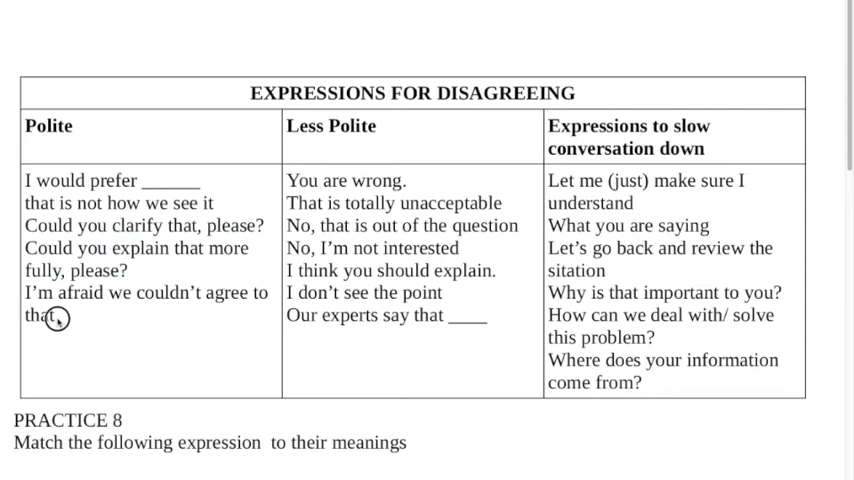 EXPRESSIONS FOR DISAGREEING
Polite
Less Polite
Expressions to slow
conversation down
I would prefer ______
that is not how we see it
Could you clarify that, please?
Could you explain that more
fully, please?
I'm afraid we couldn't agree to
that.
You are wrong.
That is totally unacceptable
No, that is out of the question
No, I'm not interested
I think you should explain.
I don't see the point
Our experts say that ____
Let me (just) make sure I
understand
What you are saying
Let's go back and review the
sitation
Why is that important to you?
How can we deal with/ solve
this problem?
Where does your information
come from?
PRACTICE 8
Match the following expression  to their meanings